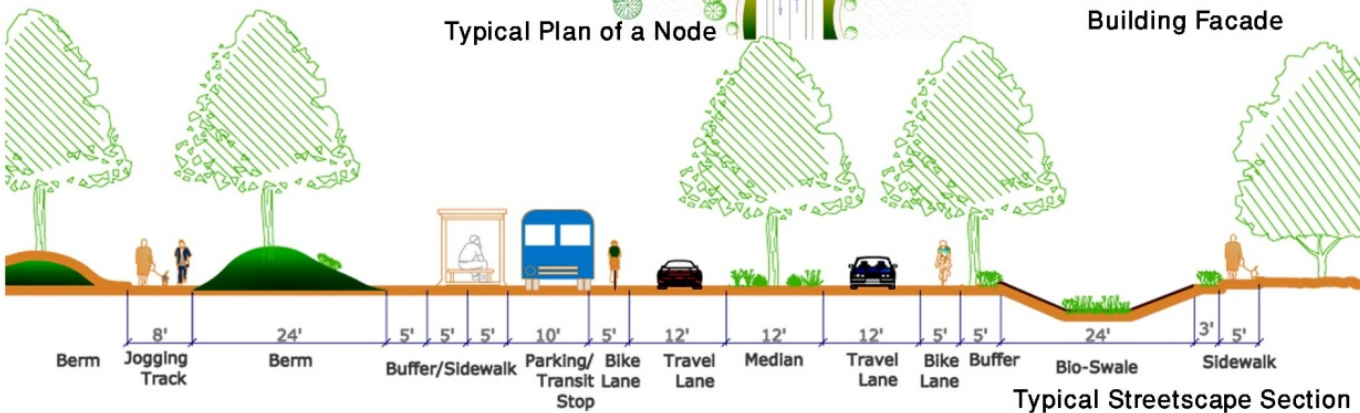 Typical Plan of a Node
Building Facade
8' 24' 5' 5' 5' 10' 5' 12' 12' 12' 5' 5' 24' 3' 5'
Berm
Jogging
Track
Berm
Buffer/Sidewalk
Parking/
Transit
Stop
Bike
Lane
Travel
Lane
Median
Travel
Lane
Bike
Lane
Buffer
Bio-Swale
Sidewalk
Typical Streetscape Section